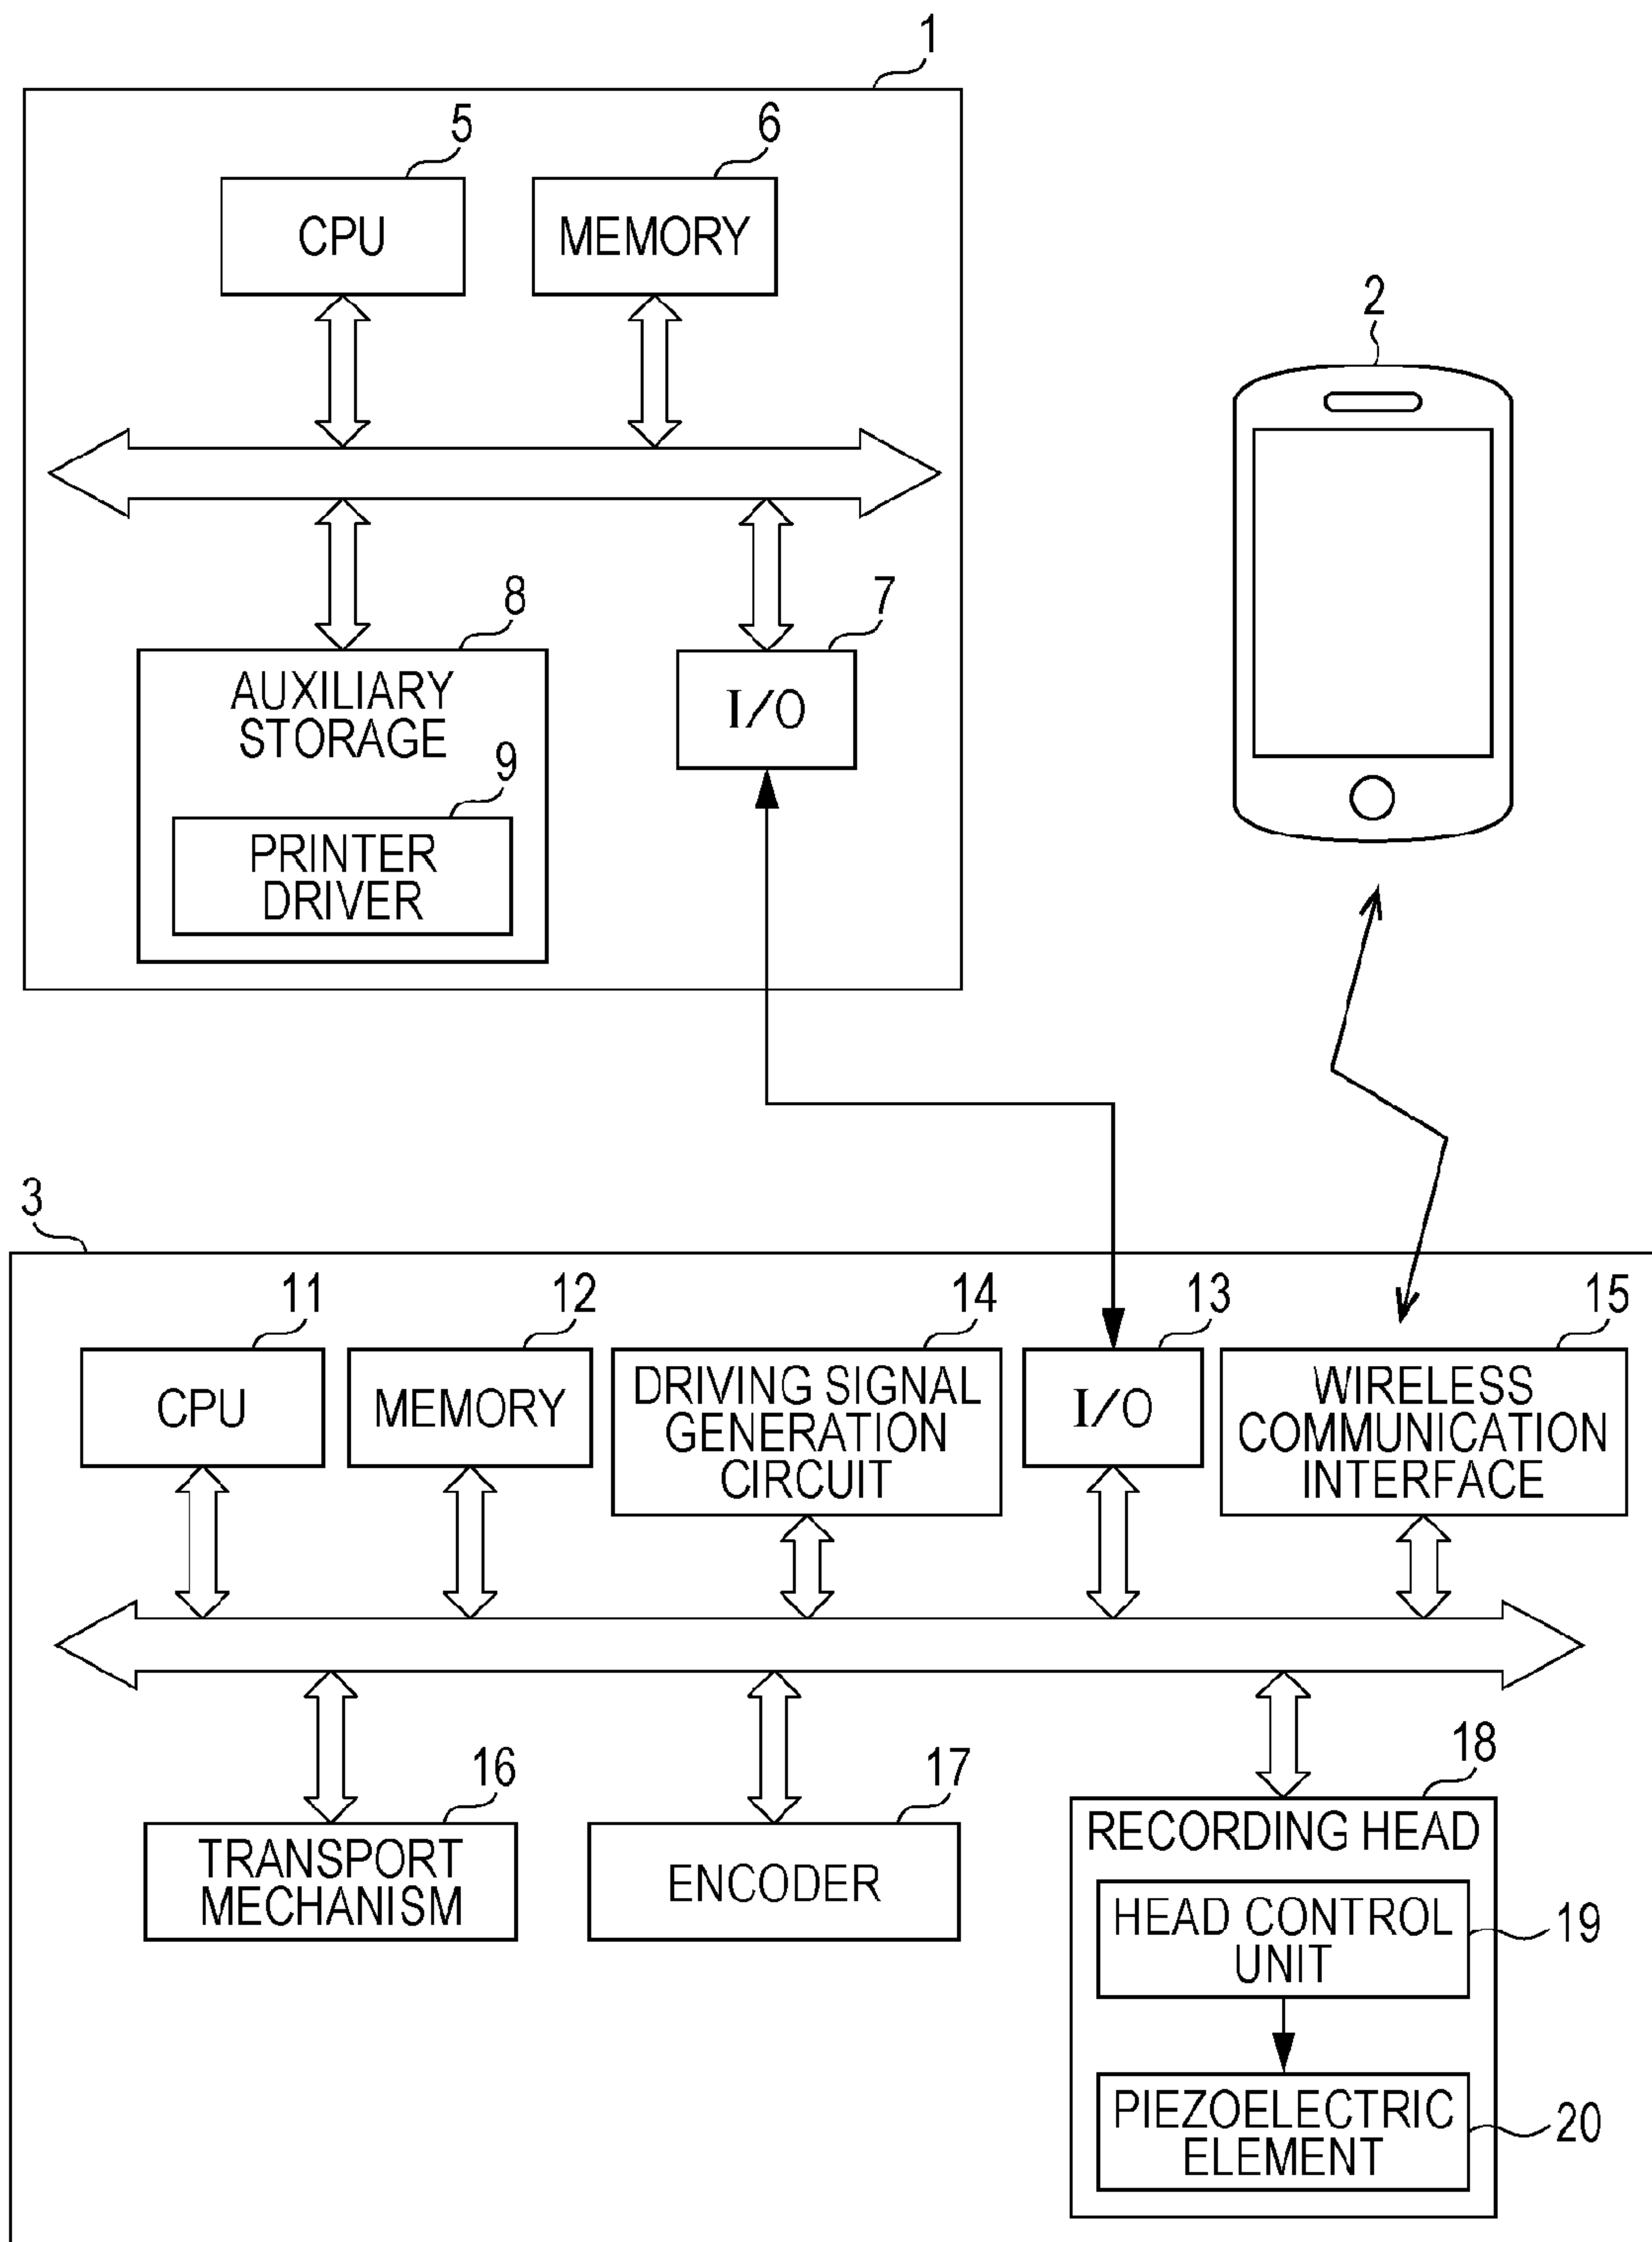 1
5
6
CPU
MEMORY
2
8
7
AUXILIARY
STORAGE
I/O
9
PRINTER
DRIVER
3
11
12
14
13
15
CPU
MEMORY
DRIVING SIGNAL
GENERATION
CIRCUIT
I/O
WIRELESS
COMMUNICATION
INTERFACE
16
17
18
TRANSPORT
MECHANISM
ENCODER
RECORDING HEAD
HEAD CONTROL
UNIT
19
PIEZOELECTRIC
ELEMENT
20